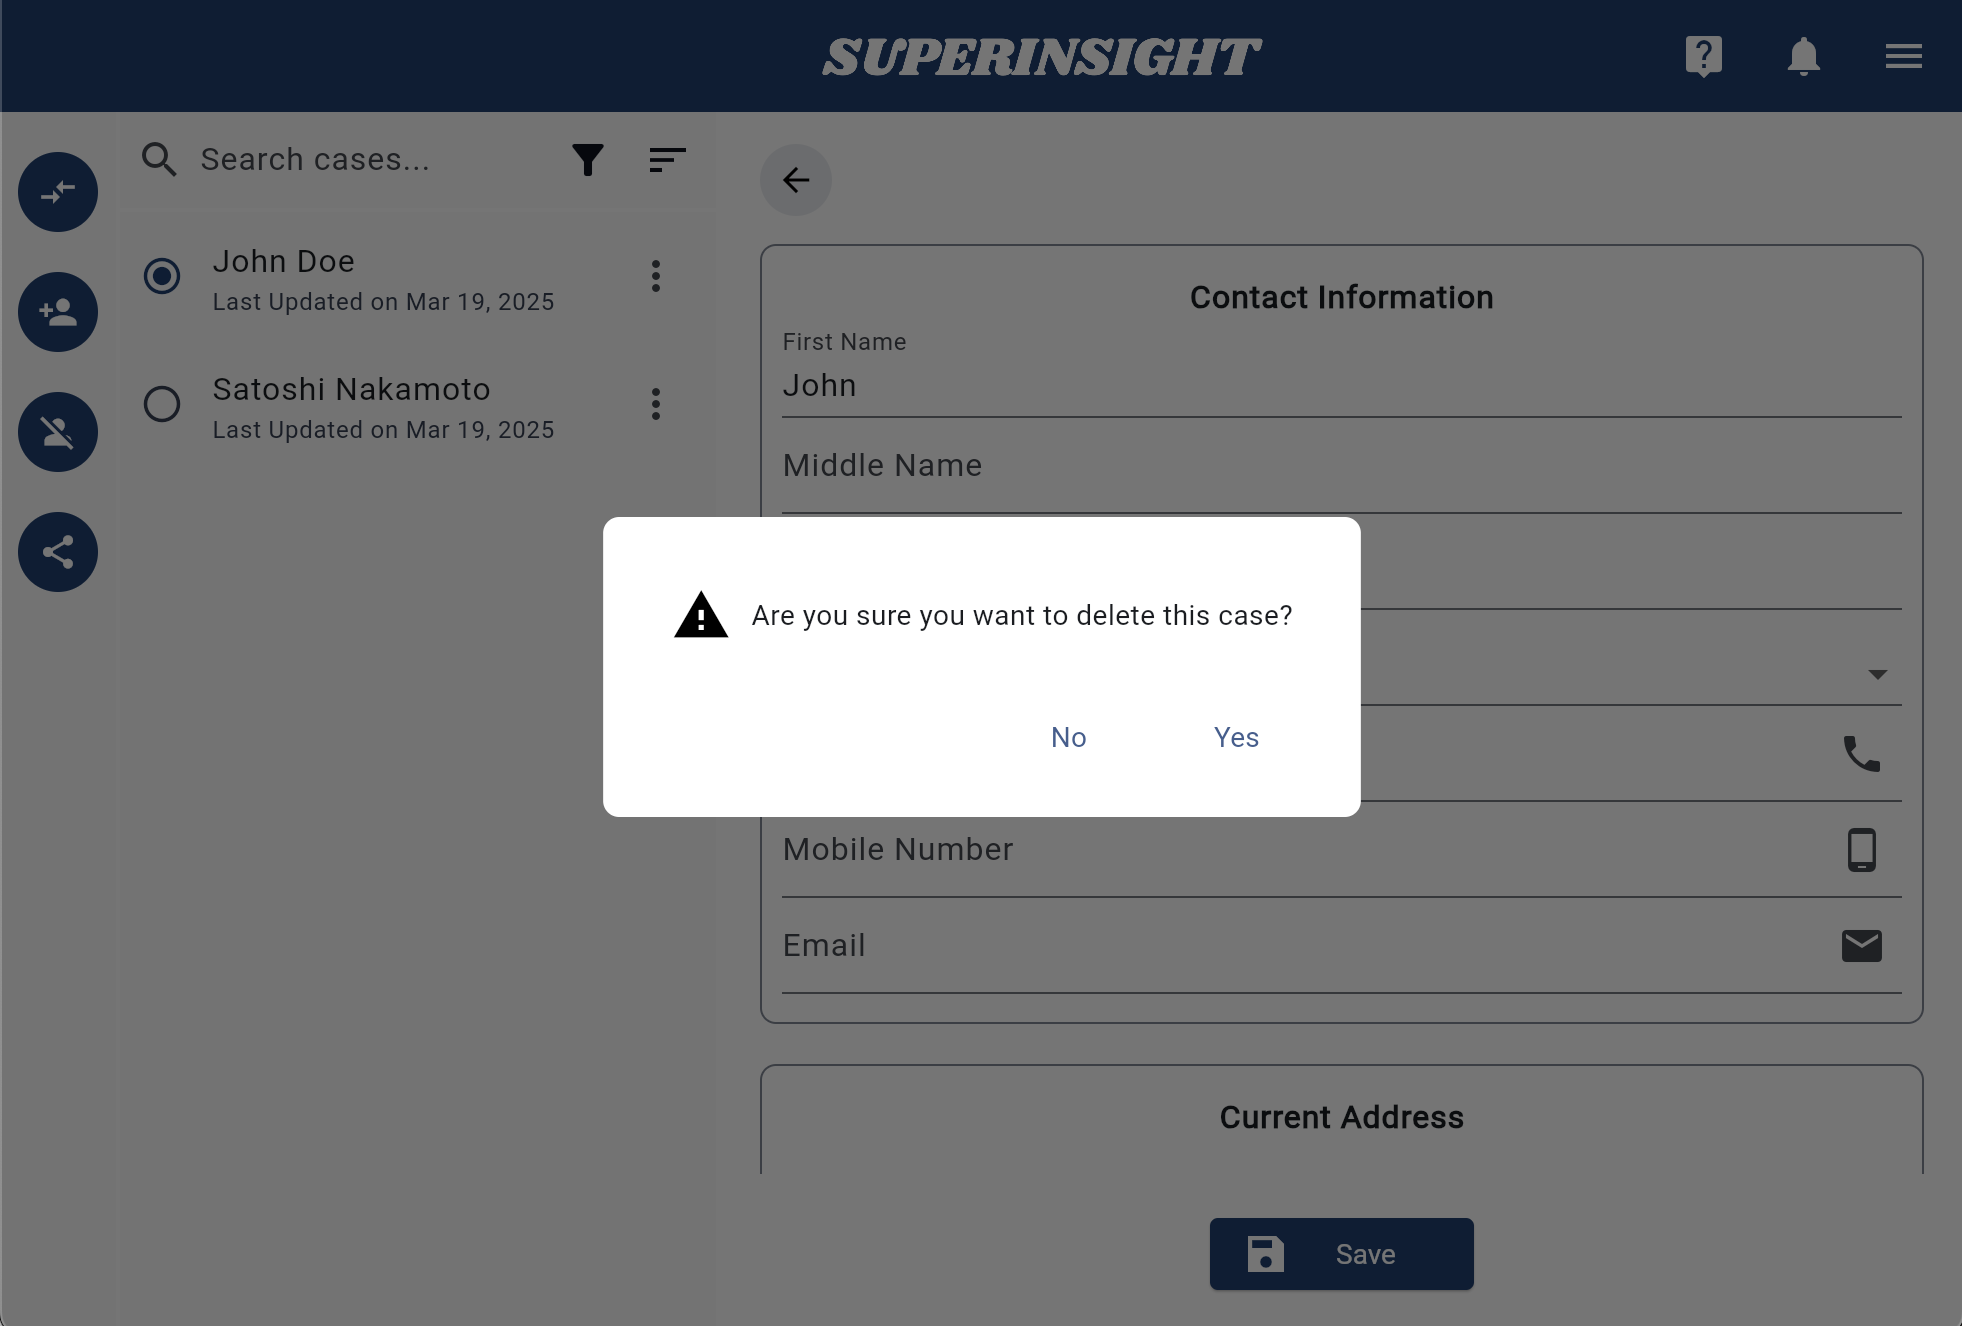 SUPERINSIGHT
Search cases...
John Doe
Last Updated on Mar 19, 2025
Satoshi Nakamoto
Last Updated on Mar 19, 2025
Contact Information
First Name
John
Middle Name
Are you sure you want to delete this case?
No Yes
Mobile Number
Email
Current Address
Save